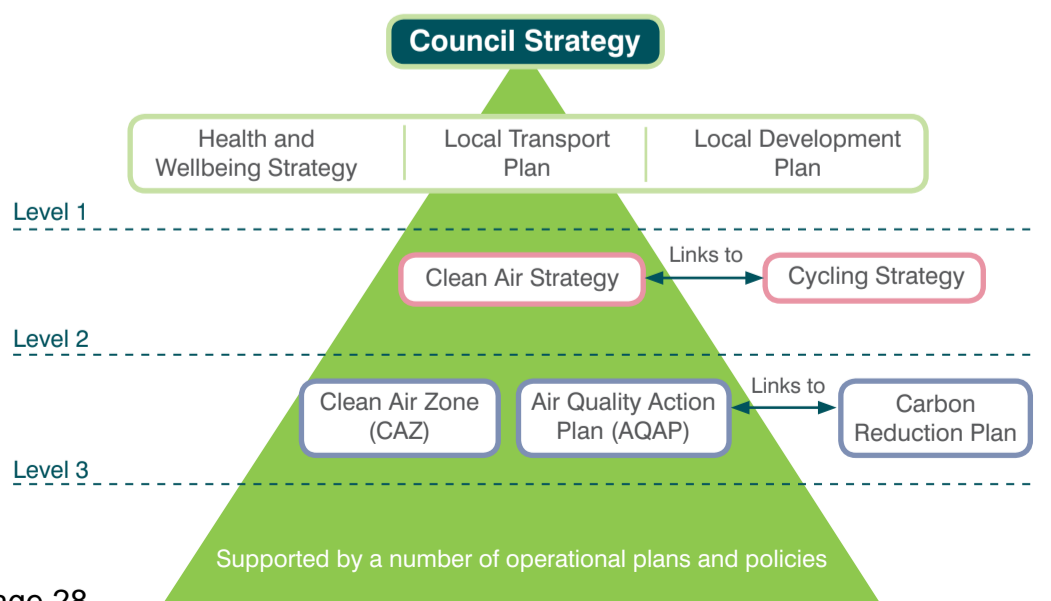 Council Strategy
Health and
Wellbeing Strategy
Local Transport
Plan
Local Development
Plan
Level 1
Links to
Clean Air Strategy
Cycling Strategy
Level 2
Links to
Clean Air Zone
(CAZ)
Air Quality Action
Plan (AQAP)
Carbon
Reduction Plan
Level 3
Supported by a number of operational plans and policies
28